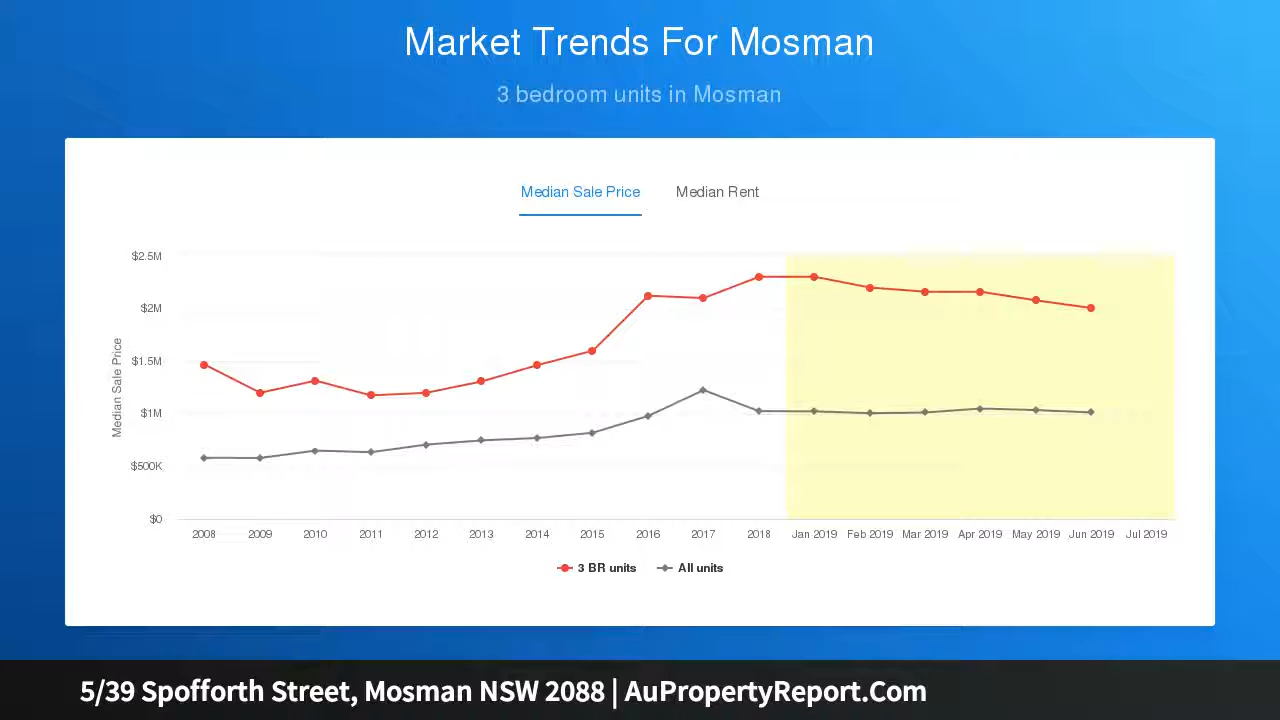 Market Trends For Mosman
3 bedroom units in Mosman
Median Sale Price Median Rent
Median Sale Price
$2.5M
$2M
$1.5M
$1M
$500K
$0
2008 2009 2010 2011 2012 2013 2014 2015 2016 2017 2018 Jan 2019 Feb 2019 Mar 2019 Apr 2019 May 2019 Jun 2019 Jul 2019
3 BR units All units
5/39 Spofforth Street, Mosman NSW 2088 | AuPropertyReport.Com